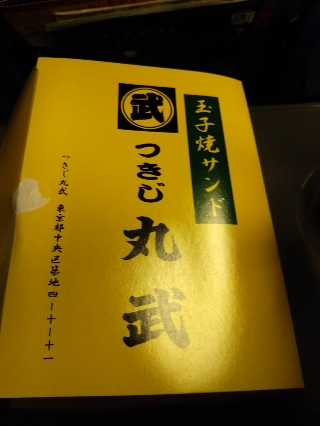 玉子焼サンド
武
つきじ
丸武
つきじ丸武 東京都中央区築地四ー十ー十一